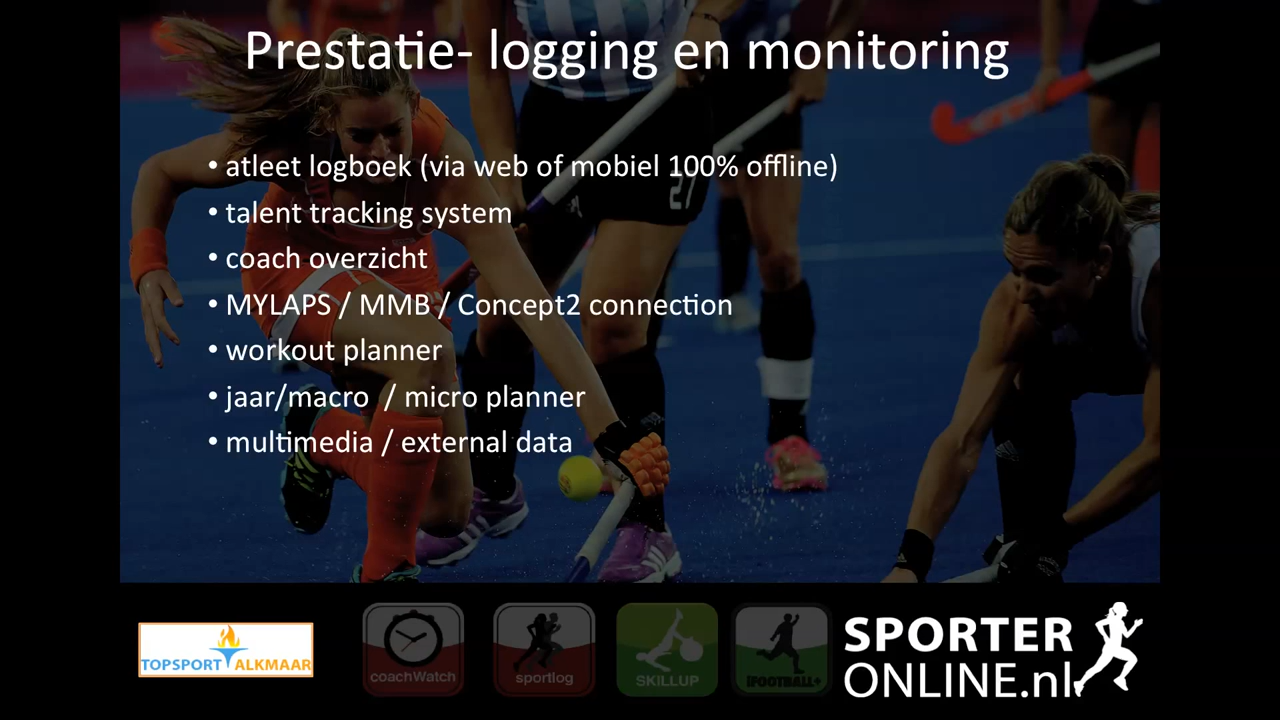 Prestatie- logging en monitoring
• atleet logboek (via web of mobiel 100% offline)
• talent tracking system
• coach overzicht
• MYLAPS / MMB / Concept2 connection
• workout planner
• jaar/macro / micro planner
• multimedia / external data
27
TOPSPORT ALKMAAR
coachWatch
sportlog
SKILLUP
iFOOTBALL+
SPORTER
ONLINE.nl